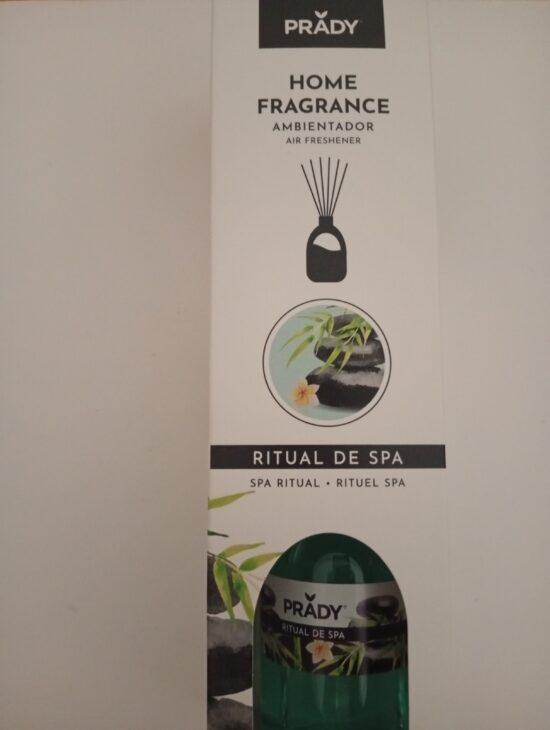 PRADY
HOME
FRAGRANCE
AMBIENTADOR
AIR FRESHENER
RITUAL DE SPA
SPA RITUAL • RITUEL SPA
PRADY
RITUAL DE SPA